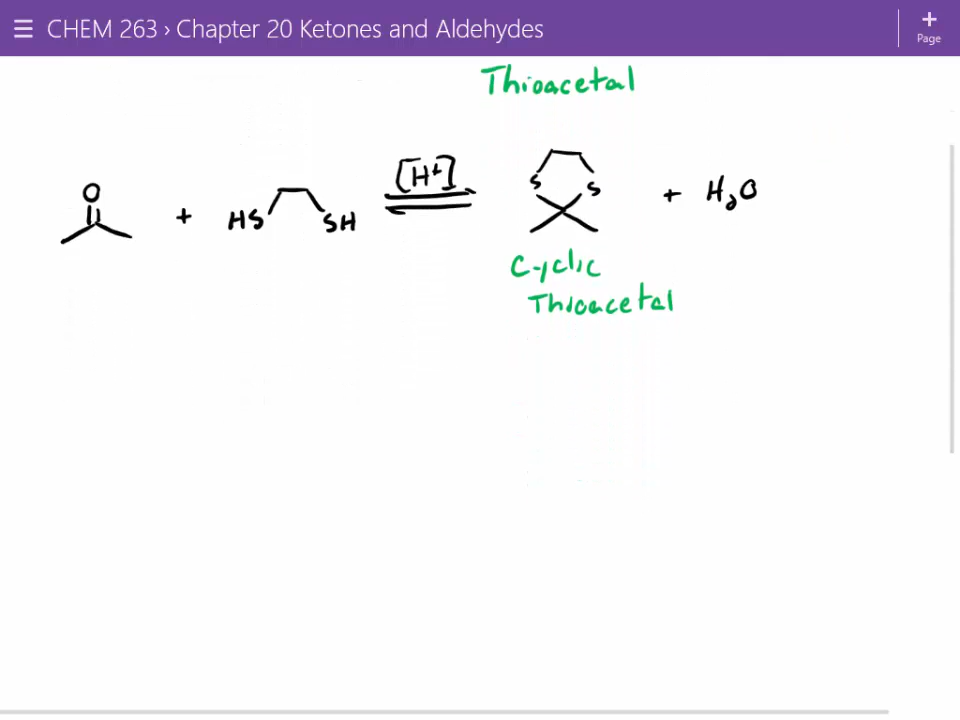 ☰ CHEM 263 › Chapter 20 Ketones and Aldehydes
+
Page
Thioacetal
O
+ HS SH [H+] S S + H₂O
Cyclic
Thioacetal